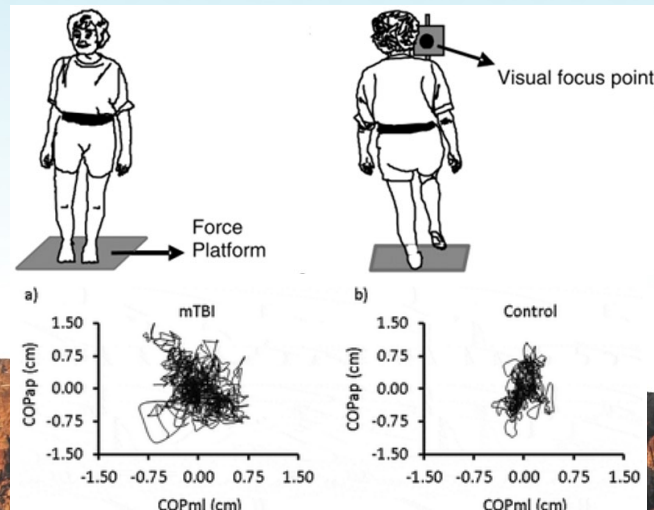 Visual focus point
Force
Platform
a)
mTBI
1.50
0.75
0.00
-0.75
-1.50
COPap (cm)
-1.50 -0.75 0.00 0.75 1.50
COPml (cm)
b)
Control
1.50
0.75
0.00
-0.75
-1.50
COPap (cm)
-1.50 -0.75 0.00 0.75 1.50
COPml (cm)